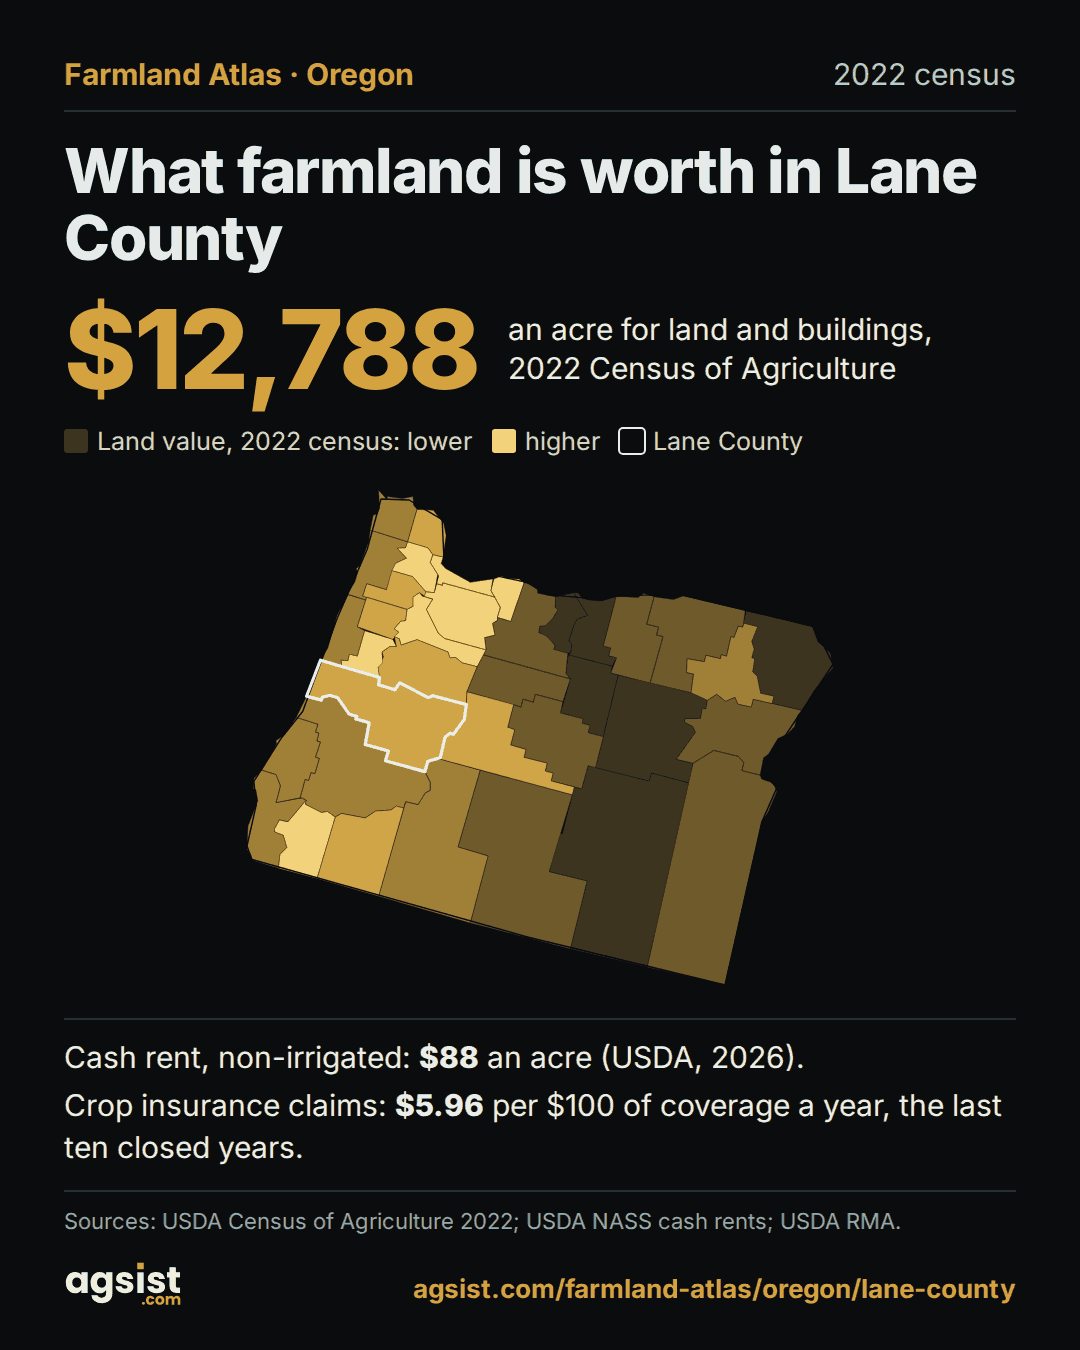 Farmland Atlas · Oregon
2022 census
What farmland is worth in Lane
County
$12,788
an acre for land and buildings,
2022 Census of Agriculture
Land value, 2022 census: lower
higher
Lane County
Cash rent, non-irrigated: $88 an acre (USDA, 2026).
Crop insurance claims: $5.96 per $100 of coverage a year, the last
ten closed years.
Sources: USDA Census of Agriculture 2022; USDA NASS cash rents; USDA RMA.
agsist
.com
agsist.com/farmland-atlas/oregon/lane-county